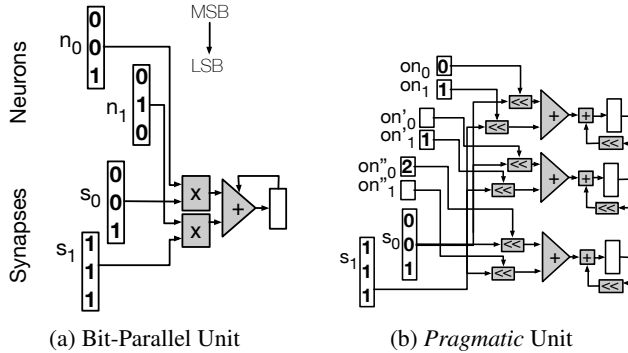 Neurons
Synapses
n0
0
0
1
MSB
LSB
n1
0
1
0
s0
0
0
1
s1
1
1
1
x
x
+
(a) Bit-Parallel Unit
on0 0
on1 1
on'0
on'1 1
on"0 2
on"1
s0
0
0
1
s1
1
1
1
<<
<<
+
+
<<
<<
<<
+
+
<<
<<
<<
+
+
<<
(b) Pragmatic Unit